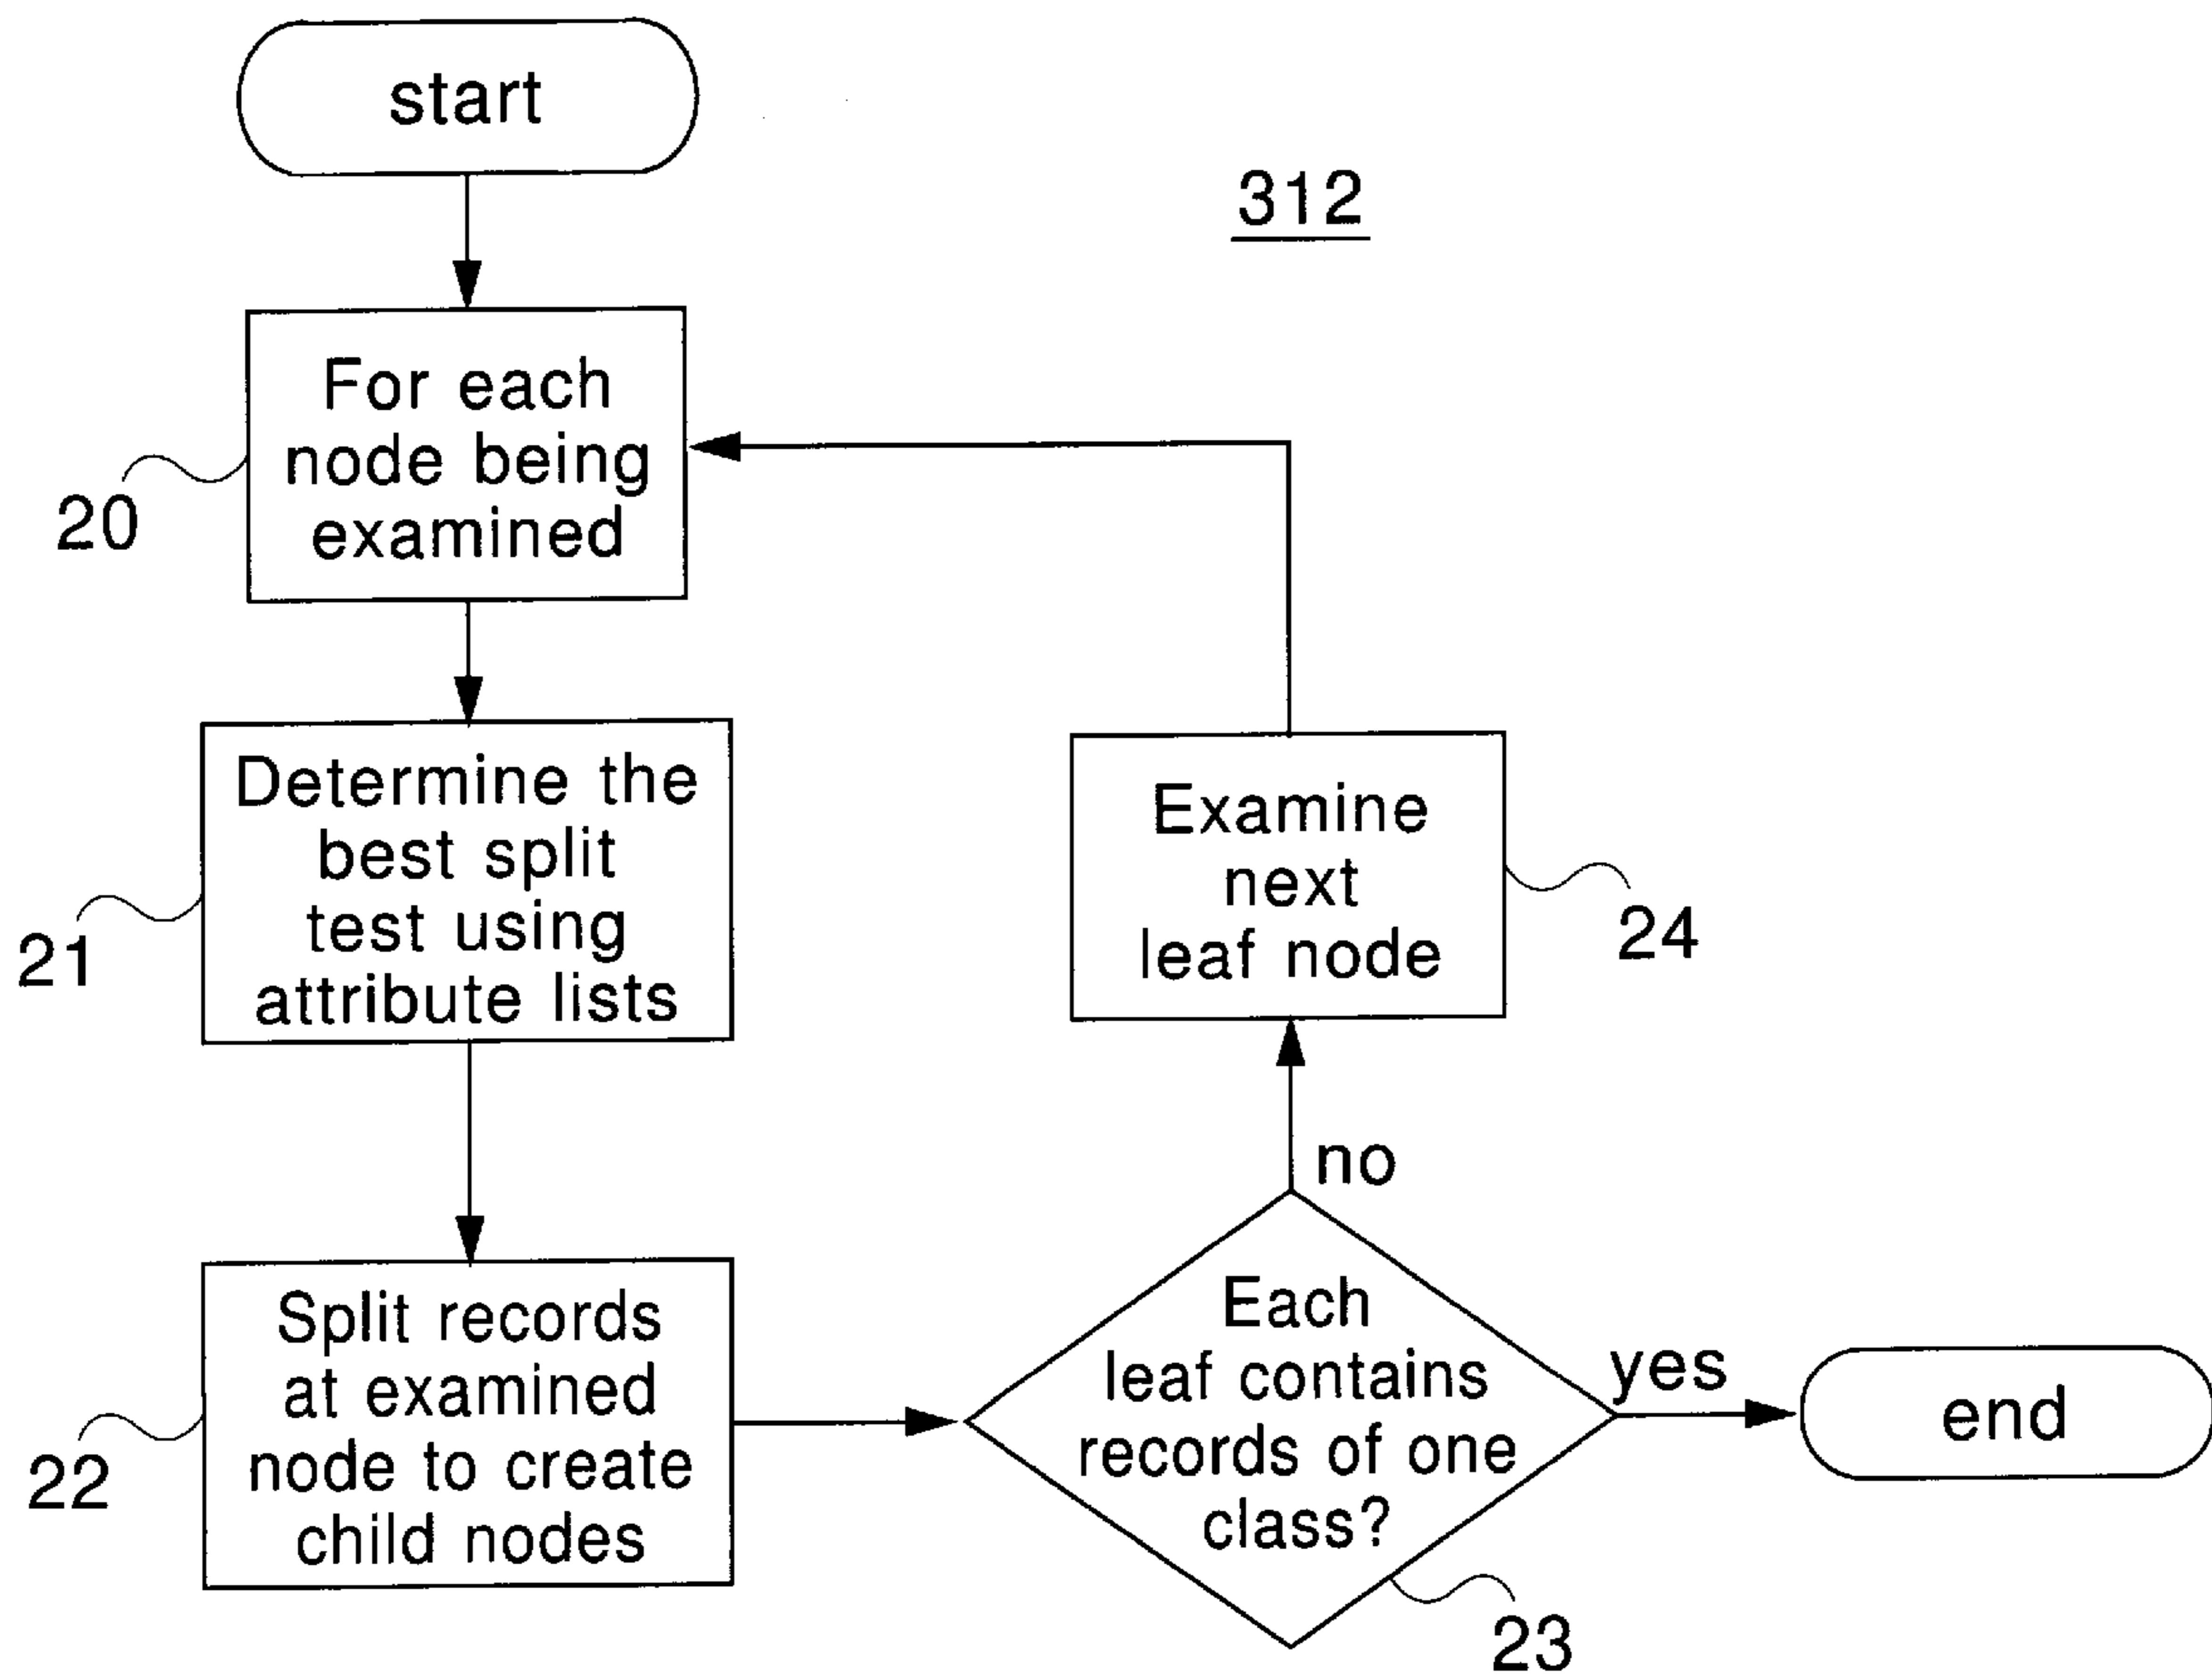 start
312
For each
node being
examined
20
Determine the
best split
test using
attribute lists
21
Split records
at examined
node to create
child nodes
22
Each
leaf contains
records of one
class?
23
no
yes
Examine
next
leaf node
24
end